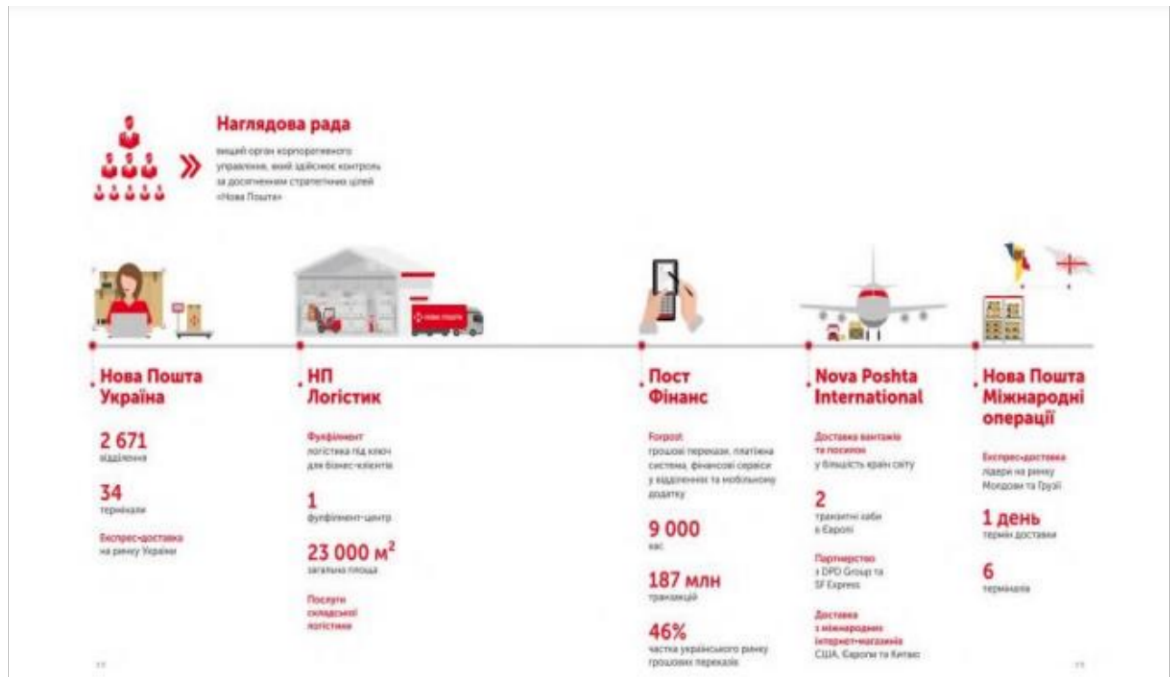 Наглядова рада
вищий орган корпоративного
управління, який здійснює контроль
за досягненням стратегічних цілей
«Нова Пошта»
НОВА ПОШТА
Нова Пошта
Україна
2 671
відділення
34
термінали
Експрес-доставка
на ринку України
НП
Логістик
Фулфілмент
логістика під ключ
для бізнес-клієнтів
1
фулфілмент-центр
23 000 м²
загальна площа
Послуги
складської
логістики
Пост
Фінанс
Forpost
грошові перекази, платіжна
система, фінансові сервіси
у відділеннях та мобільному
додатку
9 000
кас
187 млн
транзакцій
46%
частка українського ринку
грошових переказів
Nova Poshta
International
Доставка вантажів
та посилок
у більшість країн світу
2
транзитні хаби
в Європі
Партнерство
з DPD Group та
SF Express
Доставка
з міжнародних
інтернет-магазинів
США, Європи та Китаю
Нова Пошта
Міжнародні
операції
Експрес-доставка
лідери на ринку
Молдови та Грузії
1 день
термін доставки
6
терміналів